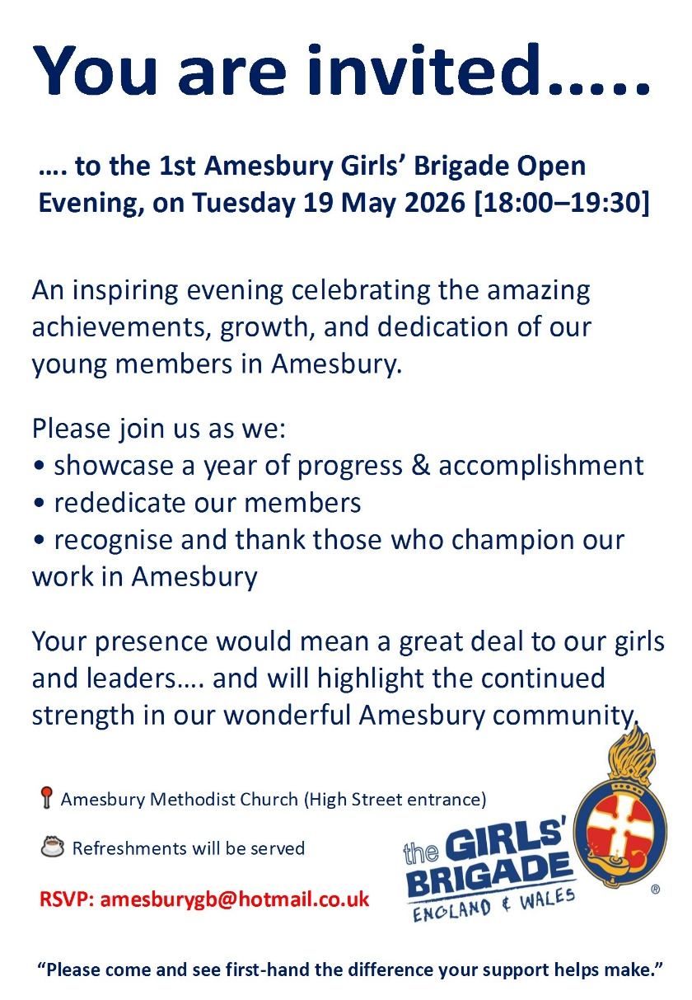 You are invited.....
.... to the 1st Amesbury Girls’ Brigade Open
Evening, on Tuesday 19 May 2026 [18:00–19:30]
An inspiring evening celebrating the amazing
achievements, growth, and dedication of our
young members in Amesbury.
Please join us as we:
• showcase a year of progress & accomplishment
• rededicate our members
• recognise and thank those who champion our
work in Amesbury
Your presence would mean a great deal to our girls
and leaders.... and will highlight the continued
strength in our wonderful Amesbury community.
Amesbury Methodist Church (High Street entrance)
Refreshments will be served
RSVP: amesburygb@hotmail.co.uk
the GIRLS'
BRIGADE
ENGLAND & WALES
®
“Please come and see first-hand the difference your support helps make.”